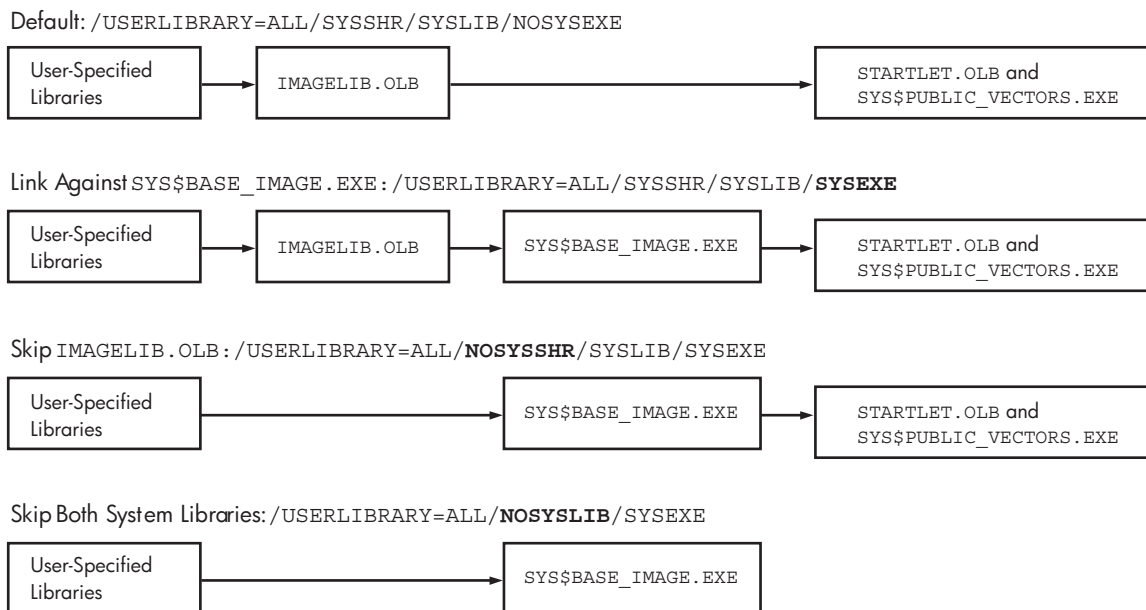 Default: /USERLIBRARY=ALL/SYSSHR/SYSLIB/NOSYSEXE
User-Specified
Libraries
IMAGELIB.OLB
STARTLET.OLB and
SYS$PUBLIC_VECTORS.EXE
Link Against SYS$BASE_IMAGE.EXE:/USERLIBRARY=ALL/SYSSHR/SYSLIB/SYSEXE
User-Specified
Libraries
IMAGELIB.OLB
SYS$BASE_IMAGE.EXE
STARTLET.OLB and
SYS$PUBLIC_VECTORS.EXE
Skip IMAGELIB.OLB:/USERLIBRARY=ALL/NOSYSSHR/SYSLIB/SYSEXE
User-Specified
Libraries
SYS$BASE_IMAGE.EXE
STARTLET.OLB and
SYS$PUBLIC_VECTORS.EXE
Skip Both System Libraries:/USERLIBRARY=ALL/NOSYSLIB/SYSEXE
User-Specified
Libraries
SYS$BASE_IMAGE.EXE